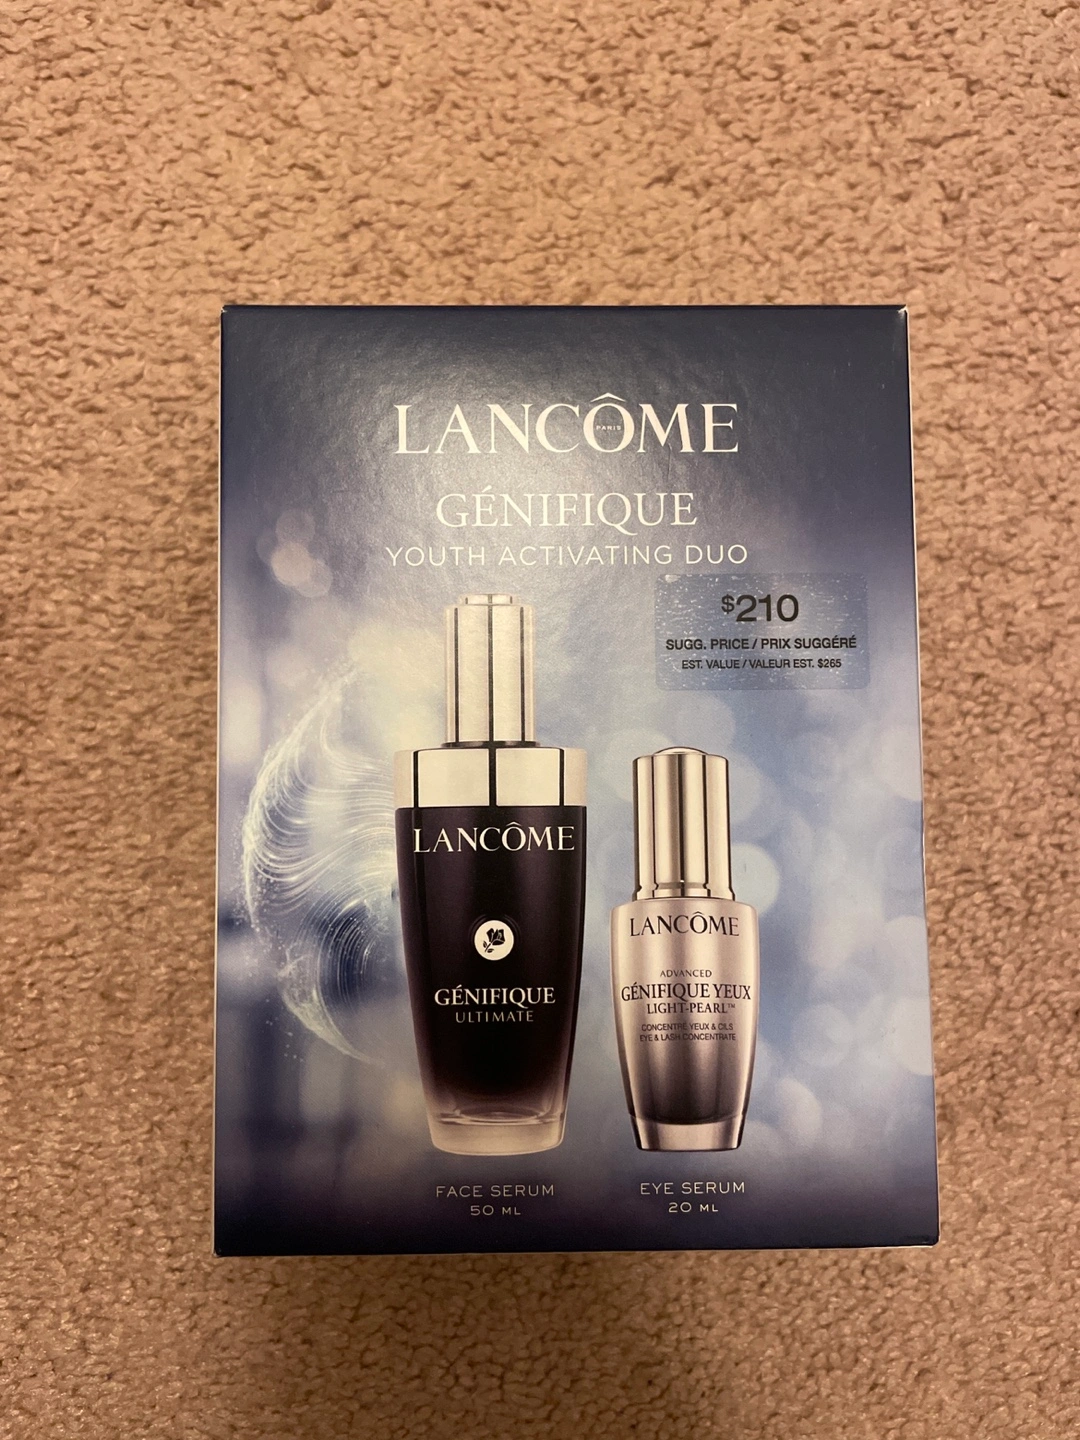 LANCÔME
PARIS
GÉNIFIQUE
YOUTH ACTIVATING DUO
$210
SUGG. PRICE / PRIX SUGGÉRÉ
EST. VALUE / VALEUR EST. $265
LANCÔME
GÉNIFIQUE
ULTIMATE
LANCÔME
ADVANCED
GÉNIFIQUE YEUX
LIGHT-PEARL™
CONCENTRÉ YEUX & CILS
EYE & LASH CONCENTRATE
FACE SERUM
50 ML
EYE SERUM
20 ML